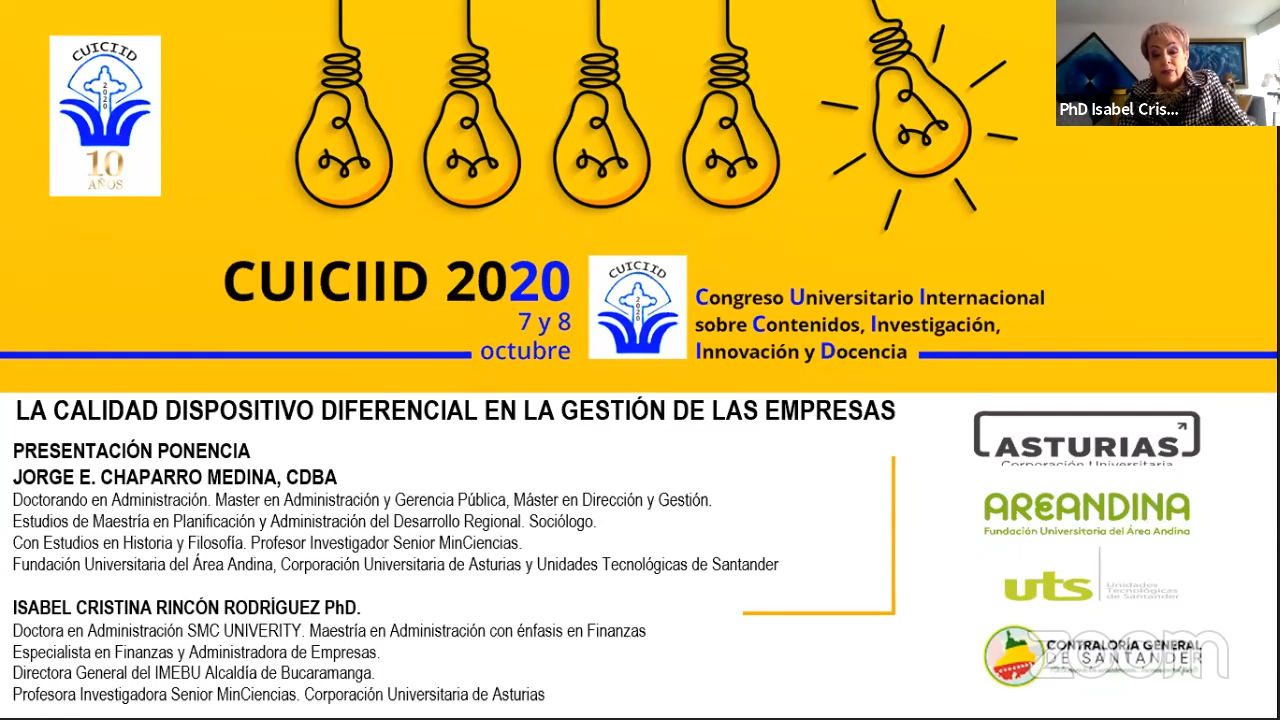 CUICIID
2020
10
AÑOS
PhD Isabel Cris...
CUICIID 2020
7 y 8
octubre
CUICIID
2020
Congreso Universitario Internacional
sobre Contenidos, Investigación,
Innovación y Docencia
LA CALIDAD DISPOSITIVO DIFERENCIAL EN LA GESTIÓN DE LAS EMPRESAS
PRESENTACIÓN PONENCIA
JORGE E. CHAPARRO MEDINA, CDBA
Doctorando en Administración. Master en Administración y Gerencia Pública, Máster en Dirección y Gestión.
Estudios de Maestría en Planificación y Administración del Desarrollo Regional. Sociólogo.
Con Estudios en Historia y Filosofía. Profesor Investigador Senior MinCiencias.
Fundación Universitaria del Área Andina, Corporación Universitaria de Asturias y Unidades Tecnológicas de Santander
ISABEL CRISTINA RINCÓN RODRÍGUEZ PhD.
Doctora en Administración SMC UNIVERITY. Maestría en Administración con énfasis en Finanzas
Especialista en Finanzas y Administradora de Empresas.
Directora General del IMEBU Alcaldía de Bucaramanga.
Profesora Investigadora Senior MinCiencias. Corporación Universitaria de Asturias
ASTURIAS
Corporación Universitaria
AREANDINA
Fundación Universitaria del Área Andina
uts
Unidades
Tecnológicas
de Santander
CONTRALORÍA GENERAL
DE SANTANDER
zoom